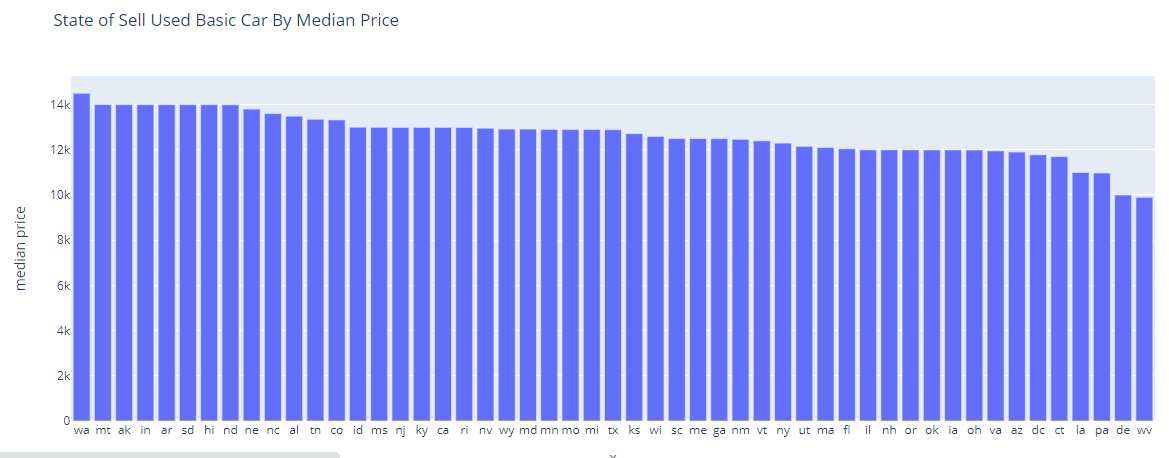 State of Sell Used Basic Car By Median Price
14k
12k
10k
8k
6k
4k
2k
0
median price
wa mt ak in ar sd hi nd ne nc al tn co id ms nj ky ca ri nv wy md mn mo mi tx ks wi sc me ga nm vt ny ut ma fl il nh or ok ia oh va az dc ct la pa de wv